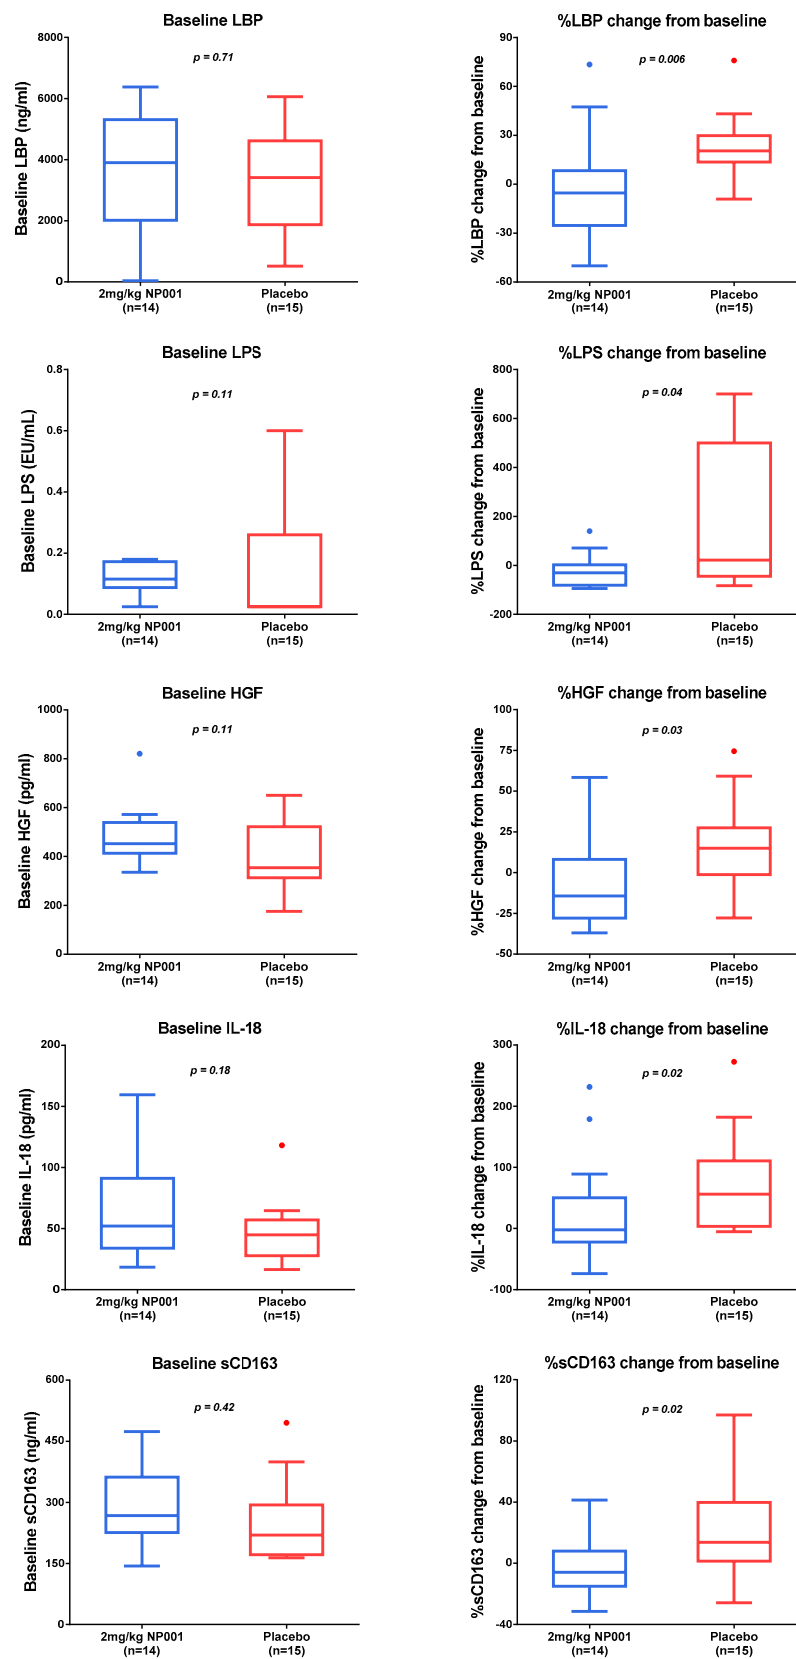 Baseline LBP
Baseline LBP (ng/ml)
8000
6000
4000
2000
0
p = 0.71
2mg/kg NP001
(n=14)
Placebo
(n=15)
%LBP change from baseline
%LBP change from baseline
90
60
30
0
-30
-60
p = 0.006
2mg/kg NP001
(n=14)
Placebo
(n=15)
Baseline LPS
Baseline LPS (EU/mL)
0.8
0.6
0.4
0.2
0.0
p = 0.11
2mg/kg NP001
(n=14)
Placebo
(n=15)
%LPS change from baseline
%LPS change from baseline
800
600
400
200
0
-200
p = 0.04
2mg/kg NP001
(n=14)
Placebo
(n=15)
Baseline HGF
Baseline HGF (pg/ml)
1000
800
600
400
200
0
p = 0.11
2mg/kg NP001
(n=14)
Placebo
(n=15)
%HGF change from baseline
%HGF change from baseline
100
75
50
25
0
-25
-50
p = 0.03
2mg/kg NP001
(n=14)
Placebo
(n=15)
Baseline IL-18
Baseline IL-18 (pg/ml)
200
150
100
50
0
p = 0.18
2mg/kg NP001
(n=14)
Placebo
(n=15)
%IL-18 change from baseline
%IL-18 change from baseline
300
200
100
0
-100
p = 0.02
2mg/kg NP001
(n=14)
Placebo
(n=15)
Baseline sCD163
Baseline sCD163 (ng/ml)
600
450
300
150
0
p = 0.42
2mg/kg NP001
(n=14)
Placebo
(n=15)
%sCD163 change from baseline
%sCD163 change from baseline
120
80
40
0
-40
p = 0.02
2mg/kg NP001
(n=14)
Placebo
(n=15)